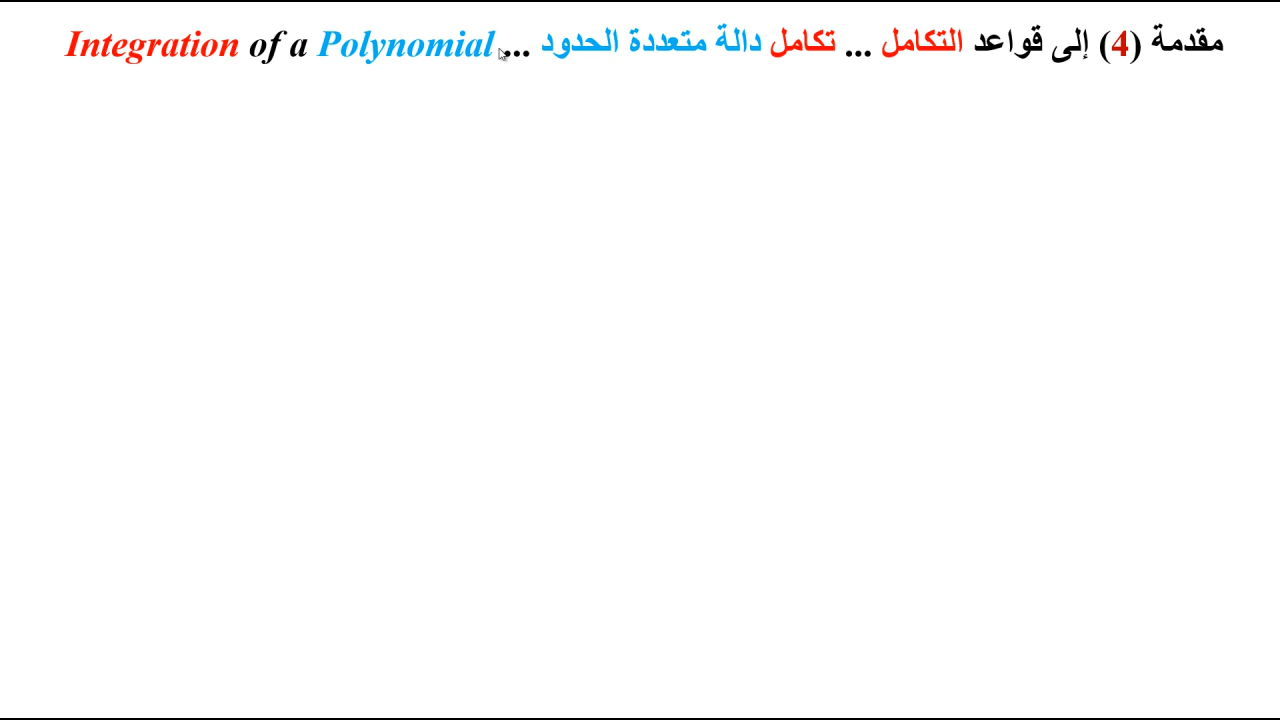 مقدمة (4) إلى قواعد التكامل ... تكامل دالة متعددة الحدود ... Integration of a Polynomial